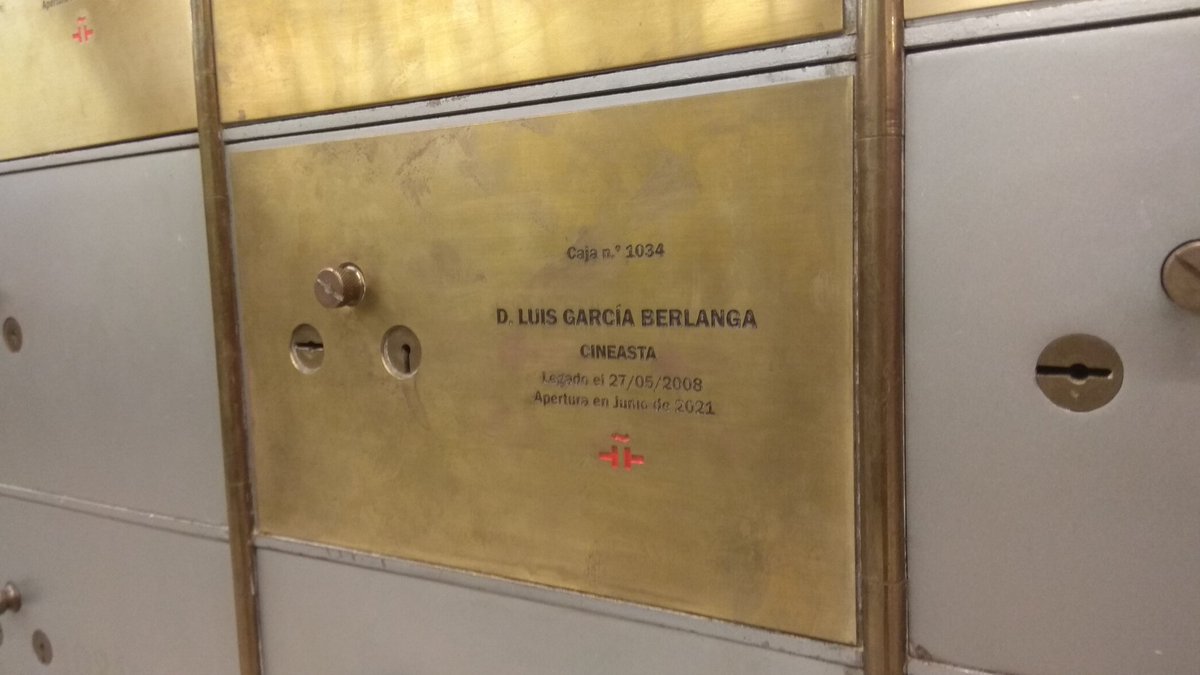 Caja n.º 1034
D. LUIS GARCÍA BERLANGA
CINEASTA
Legado el 27/05/2008
Apertura en Junio de 2021